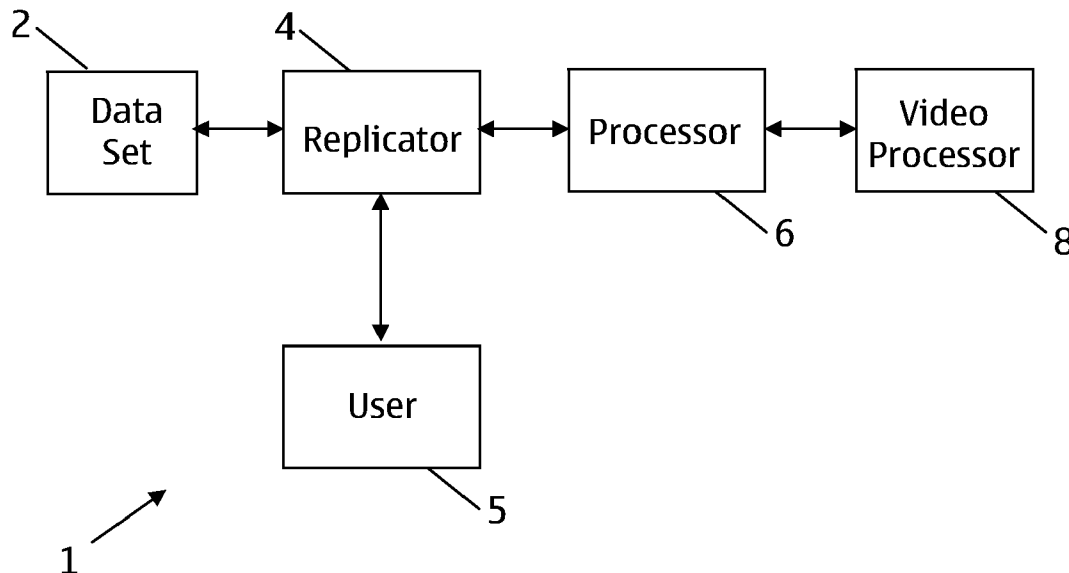 2
4
Data
Set
Replicator
Processor
Video
Processor
6
8
User
5
1